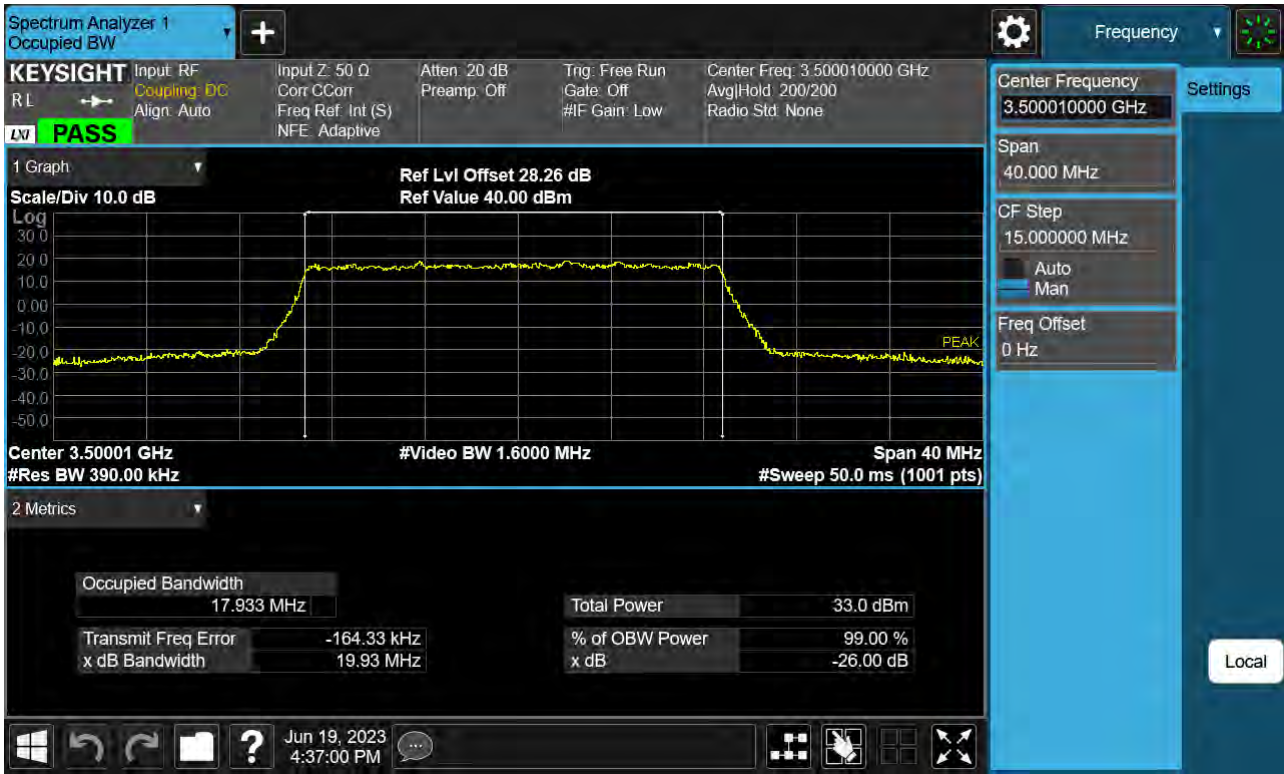 Spectrum Analyzer 1
Occupied BW
Frequency
KEYSIGHT
R L
LXI
PASS
Input: RF
Coupling: DC
Align: Auto
Input Z: 50 Ω
Corr CCorr
Freq Ref: Int (S)
NFE: Adaptive
Atten: 20 dB
Preamp: Off
Trig: Free Run
Gate: Off
#IF Gain: Low
Center Freq: 3.500010000 GHz
Avg|Hold: 200/200
Radio Std: None
Center Frequency
3.500010000 GHz
Settings
Span
40.000 MHz
CF Step
15.000000 MHz
Auto
Man
Freq Offset
0 Hz
Local
1 Graph
Scale/Div 10.0 dB
Ref Lvl Offset 28.26 dB
Ref Value 40.00 dBm
Log
30.0
20.0
10.0
0.00
-10.0
-20.0
-30.0
-40.0
-50.0
PEAK
Center 3.50001 GHz
#Res BW 390.00 kHz
#Video BW 1.6000 MHz
Span 40 MHz
#Sweep 50.0 ms (1001 pts)
2 Metrics
Occupied Bandwidth
17.933 MHz
Transmit Freq Error -164.33 kHz
x dB Bandwidth 19.93 MHz
Total Power 33.0 dBm
% of OBW Power 99.00 %
x dB -26.00 dB
?
Jun 19, 2023
4:37:00 PM